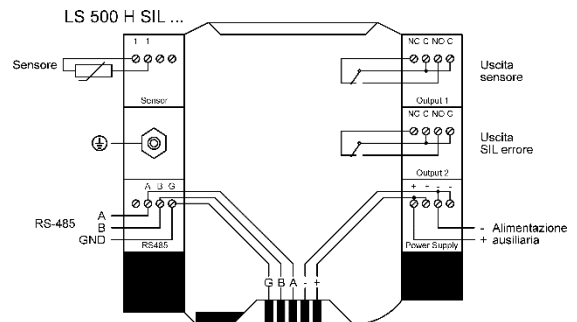 LS 500 H SIL ...
1 1
Sensore
Sensor
NC C NO C
Uscita
sensore
Output 1
NC C NO C
Uscita
SIL errore
Output 2
A B G
RS-485
A
B
GND
RS485
+ - - -
Power Supply
- Alimentazione
+ ausiliaria
G B A - +